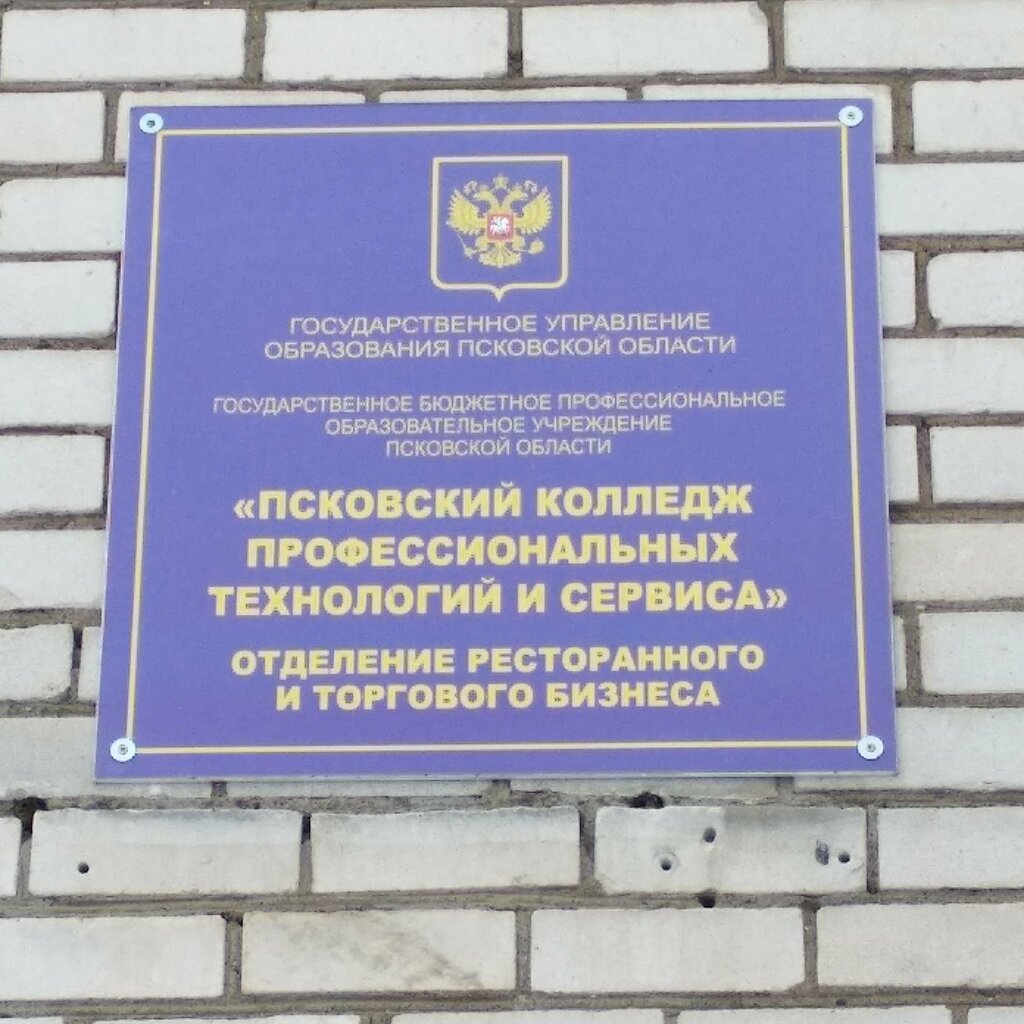 ГОСУДАРСТВЕННОЕ УПРАВЛЕНИЕ
ОБРАЗОВАНИЯ ПСКОВСКОЙ ОБЛАСТИ
ГОСУДАРСТВЕННОЕ БЮДЖЕТНОЕ ПРОФЕССИОНАЛЬНОЕ
ОБРАЗОВАТЕЛЬНОЕ УЧРЕЖДЕНИЕ
ПСКОВСКОЙ ОБЛАСТИ
«ПСКОВСКИЙ КОЛЛЕДЖ
ПРОФЕССИОНАЛЬНЫХ
ТЕХНОЛОГИЙ И СЕРВИСА»
ОТДЕЛЕНИЕ РЕСТОРАННОГО
И ТОРГОВОГО БИЗНЕСА